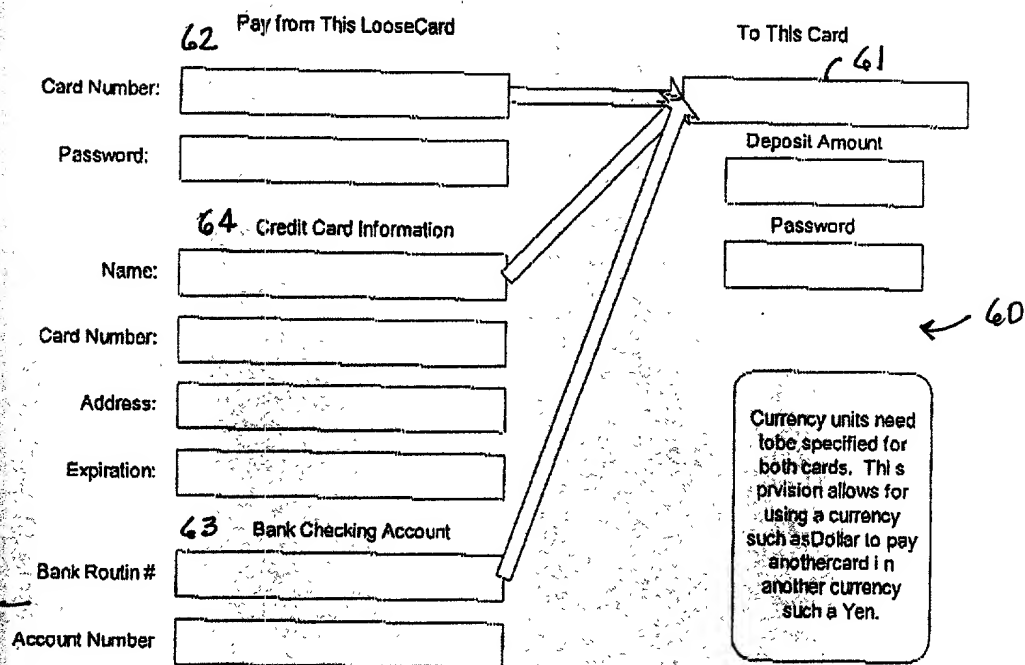 62 Pay from This LooseCard
Card Number:
Password:
64 Credit Card Information
Name:
Card Number:
Address:
Expiration:
63 Bank Checking Account
Bank Routin #
Account Number
To This Card
61
Deposit Amount
Password
60
Currency units need
tobe specified for
both cards. Thi s
prvision allows for
using a currency
such asDollar to pay
anothercard i n
another currency
such a Yen.